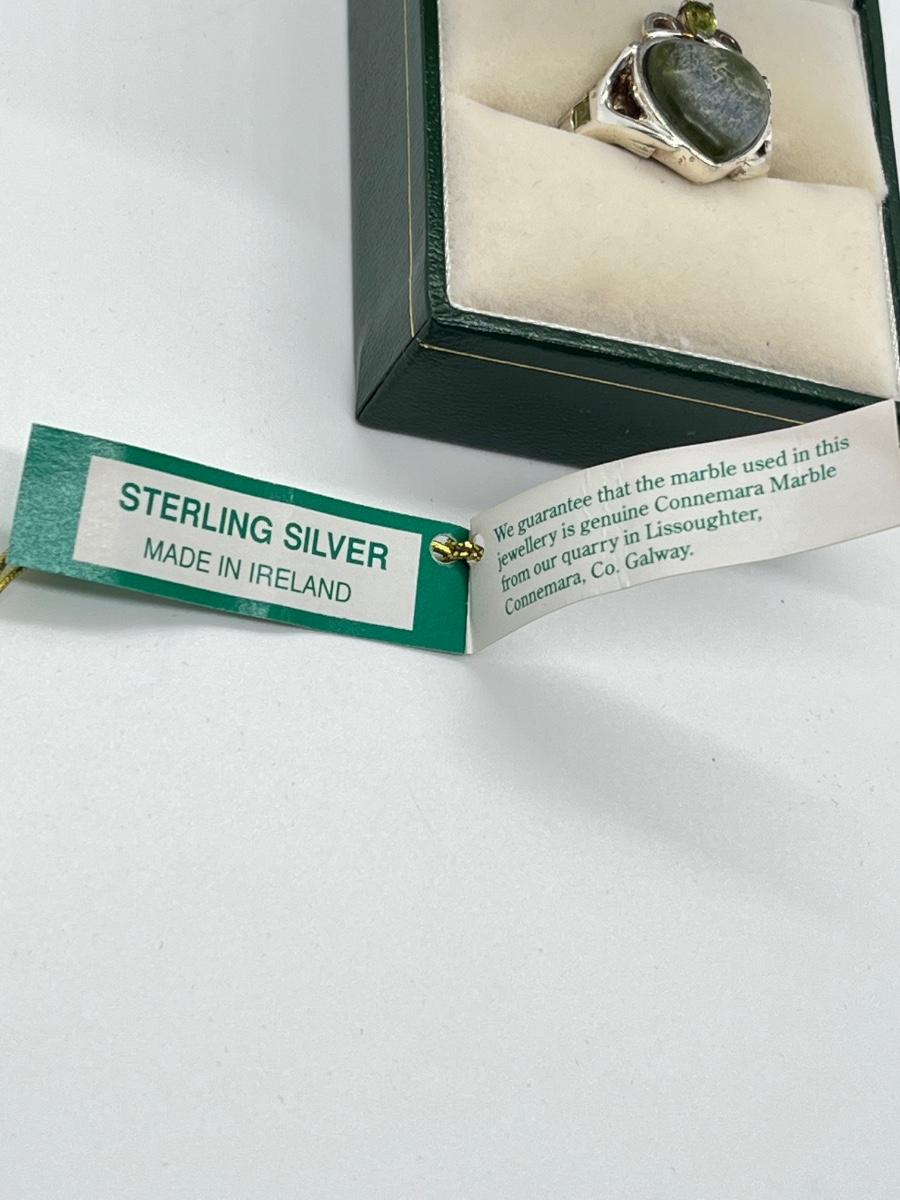 STERLING SILVER
MADE IN IRELAND
We guarantee that the marble used in this
jewellery is genuine Connemara Marble
from our quarry in Lissoughter,
Connemara, Co. Galway.